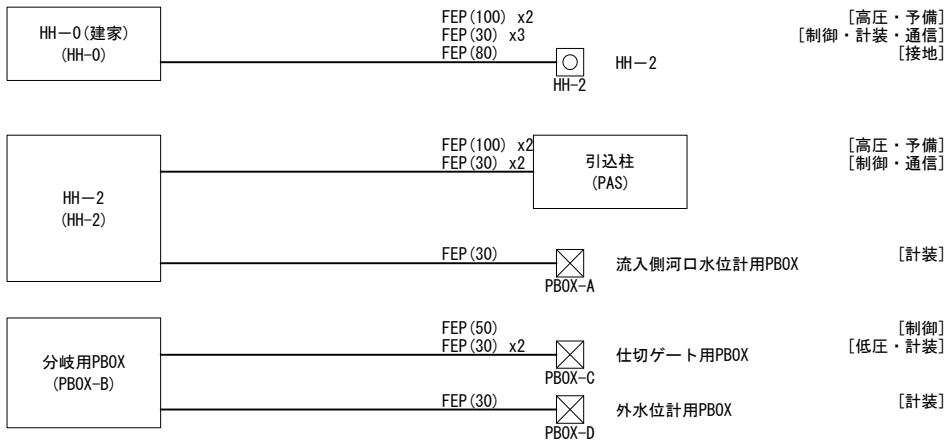 FEP(100) x2 [高圧・予備]
HH－0(建家) FEP(30) x3 [制御・計装・通信]
(HH-0) FEP(80) [接地]
HH－2
HH-2
FEP(100) x2 [高圧・予備]
FEP(30) x2 引込柱 [制御・通信]
(PAS)
HH－2
(HH-2)
FEP(30) [計装]
流入側河口水位計用PBOX
PBOX-A
FEP(50) [制御]
分岐用PBOX FEP(30) x2 仕切ゲート用PBOX [低圧・計装]
(PBOX-B) PBOX-C
FEP(30) 外水位計用PBOX [計装]
PBOX-D